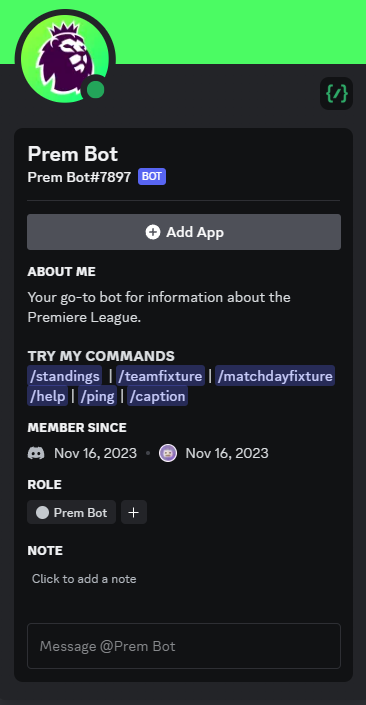 Prem Bot
Prem Bot#7897 BOT
Add App
ABOUT ME
Your go-to bot for information about the
Premiere League.
TRY MY COMMANDS
/standings | /teamfixture | /matchdayfixture
/help | /ping | /caption
MEMBER SINCE
Nov 16, 2023 • Nov 16, 2023
ROLE
Prem Bot +
NOTE
Click to add a note
Message @Prem Bot